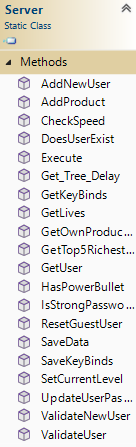 Server
Static Class
Methods
AddNewUser
AddProduct
CheckSpeed
DoesUserExist
Execute
Get_Tree_Delay
GetKeyBinds
GetLives
GetOwnProduc...
GetTop5Richest...
GetUser
HasPowerBullet
IsStrongPasswo...
ResetGuestUser
SaveData
SaveKeyBinds
SetCurrentLevel
UpdateUserPas...
ValidateNewUser
ValidateUser